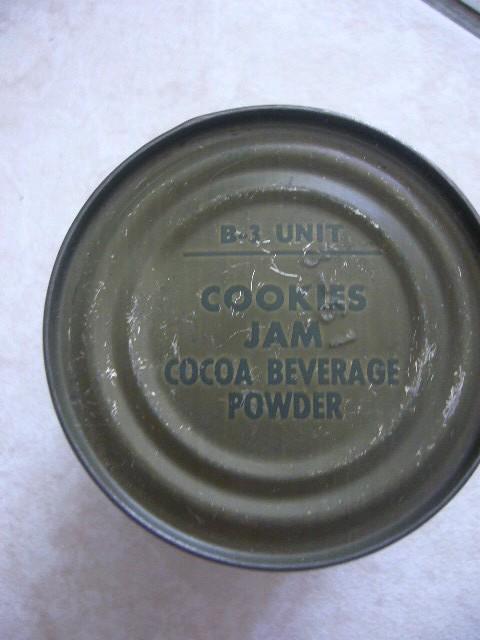 B-3 UNIT
COOKIES
JAM
COCOA BEVERAGE
POWDER